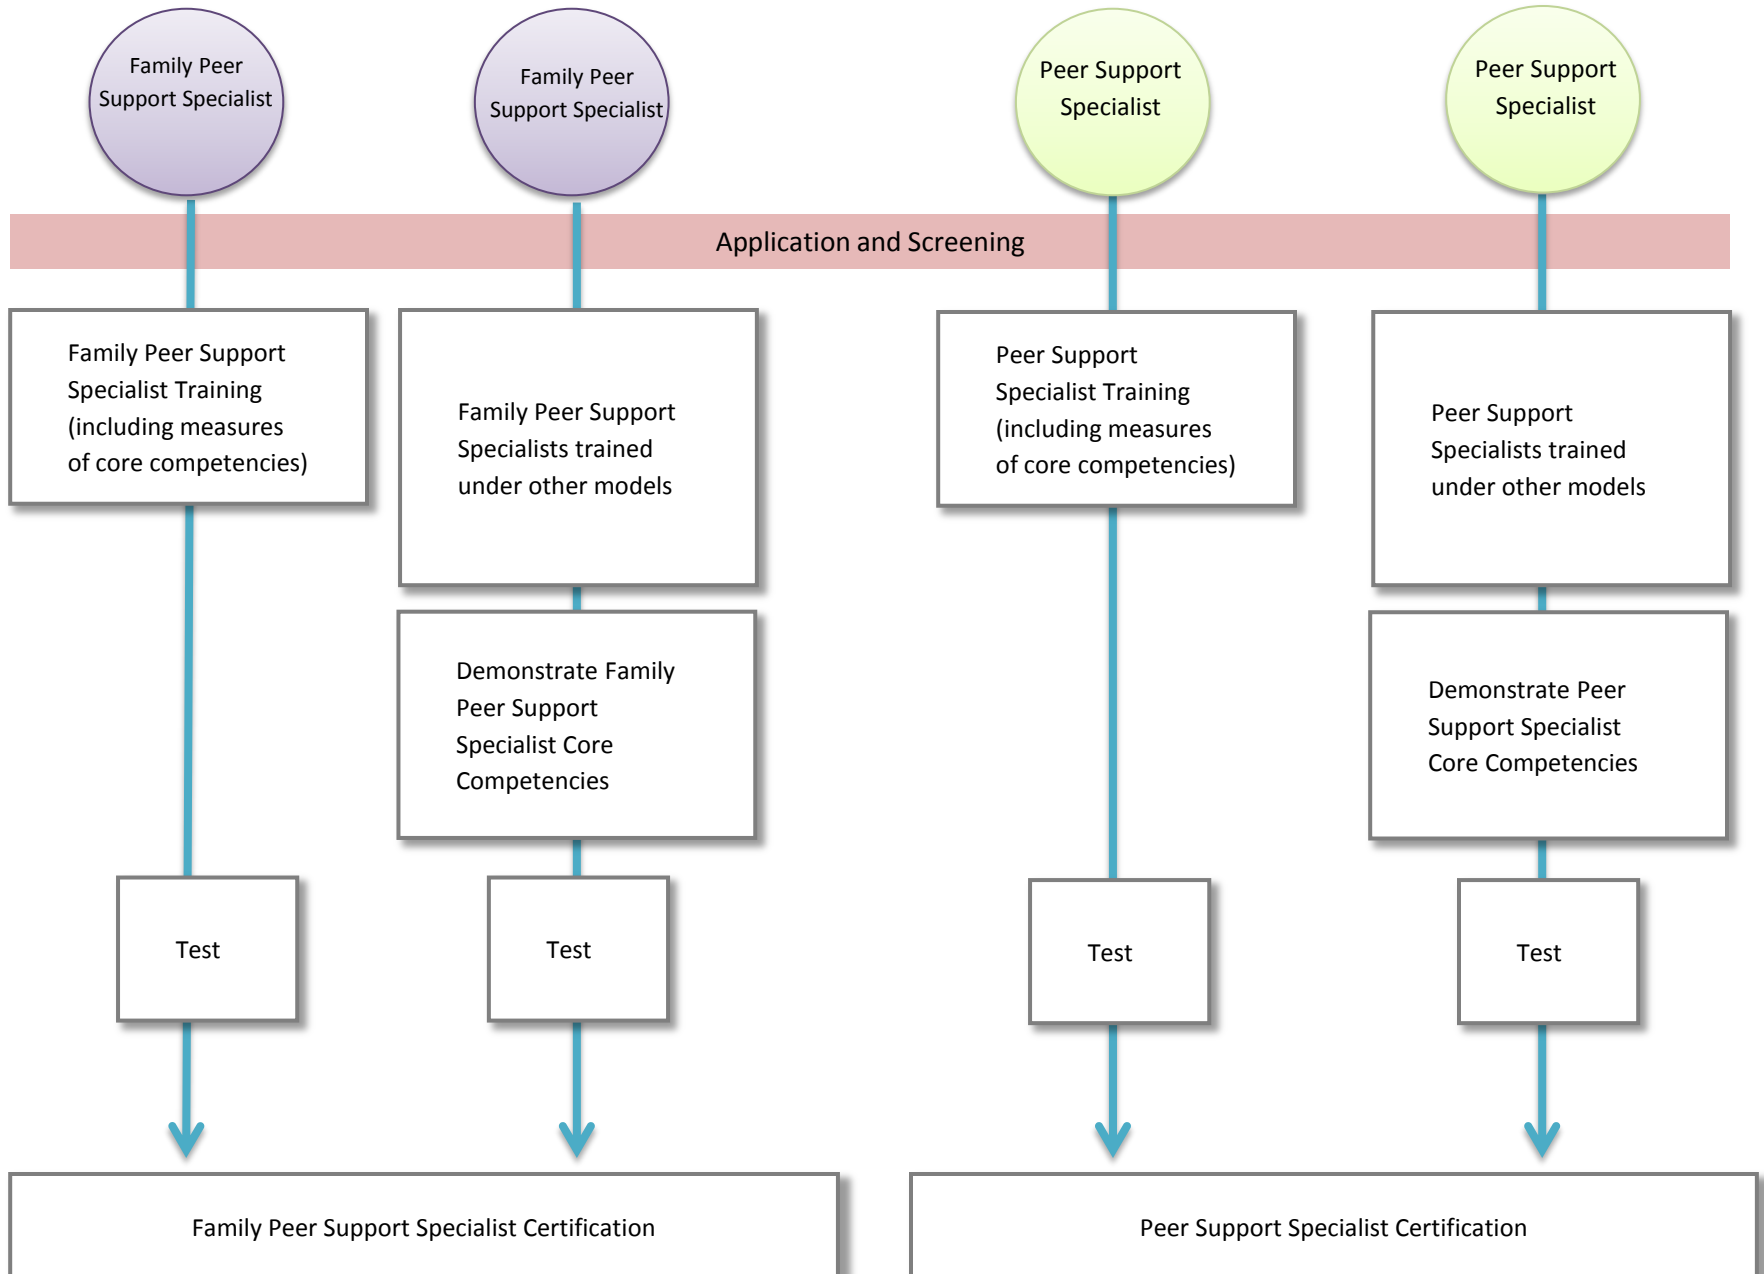 Family Peer
Support Specialist
Family Peer
Support Specialist
Peer Support
Specialist
Peer Support
Specialist
Application and Screening
Family Peer Support
Specialist Training
(including measures
of core competencies)
Family Peer Support
Specialists trained
under other models
Peer Support
Specialist Training
(including measures
of core competencies)
Peer Support
Specialists trained
under other models
Demonstrate Family
Peer Support
Specialist Core
Competencies
Demonstrate Peer
Support Specialist
Core Competencies
Test
Test
Test
Test
Family Peer Support Specialist Certification
Peer Support Specialist Certification